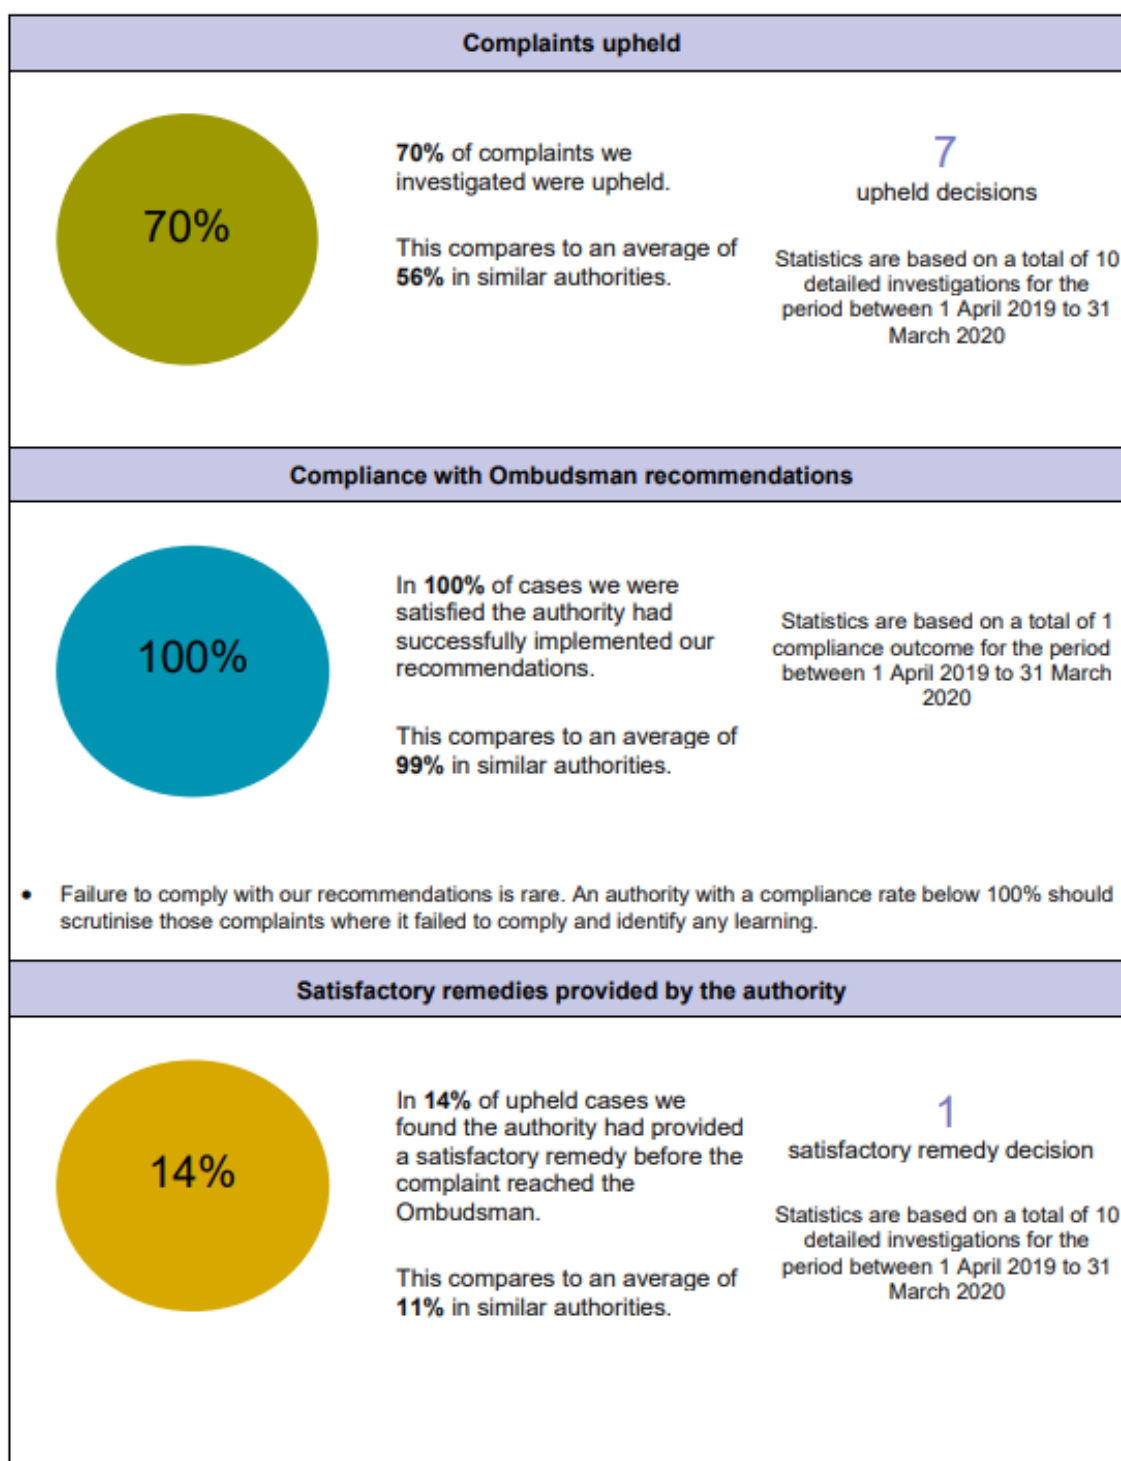 Complaints upheld
70%
70% of complaints we
investigated were upheld.
This compares to an average of
56% in similar authorities.
7
upheld decisions
Statistics are based on a total of 10
detailed investigations for the
period between 1 April 2019 to 31
March 2020
Compliance with Ombudsman recommendations
100%
In 100% of cases we were
satisfied the authority had
successfully implemented our
recommendations.
This compares to an average of
99% in similar authorities.
Statistics are based on a total of 1
compliance outcome for the period
between 1 April 2019 to 31 March
2020
• Failure to comply with our recommendations is rare. An authority with a compliance rate below 100% should
scrutinise those complaints where it failed to comply and identify any learning.
Satisfactory remedies provided by the authority
14%
In 14% of upheld cases we
found the authority had provided
a satisfactory remedy before the
complaint reached the
Ombudsman.
This compares to an average of
11% in similar authorities.
1
satisfactory remedy decision
Statistics are based on a total of 10
detailed investigations for the
period between 1 April 2019 to 31
March 2020